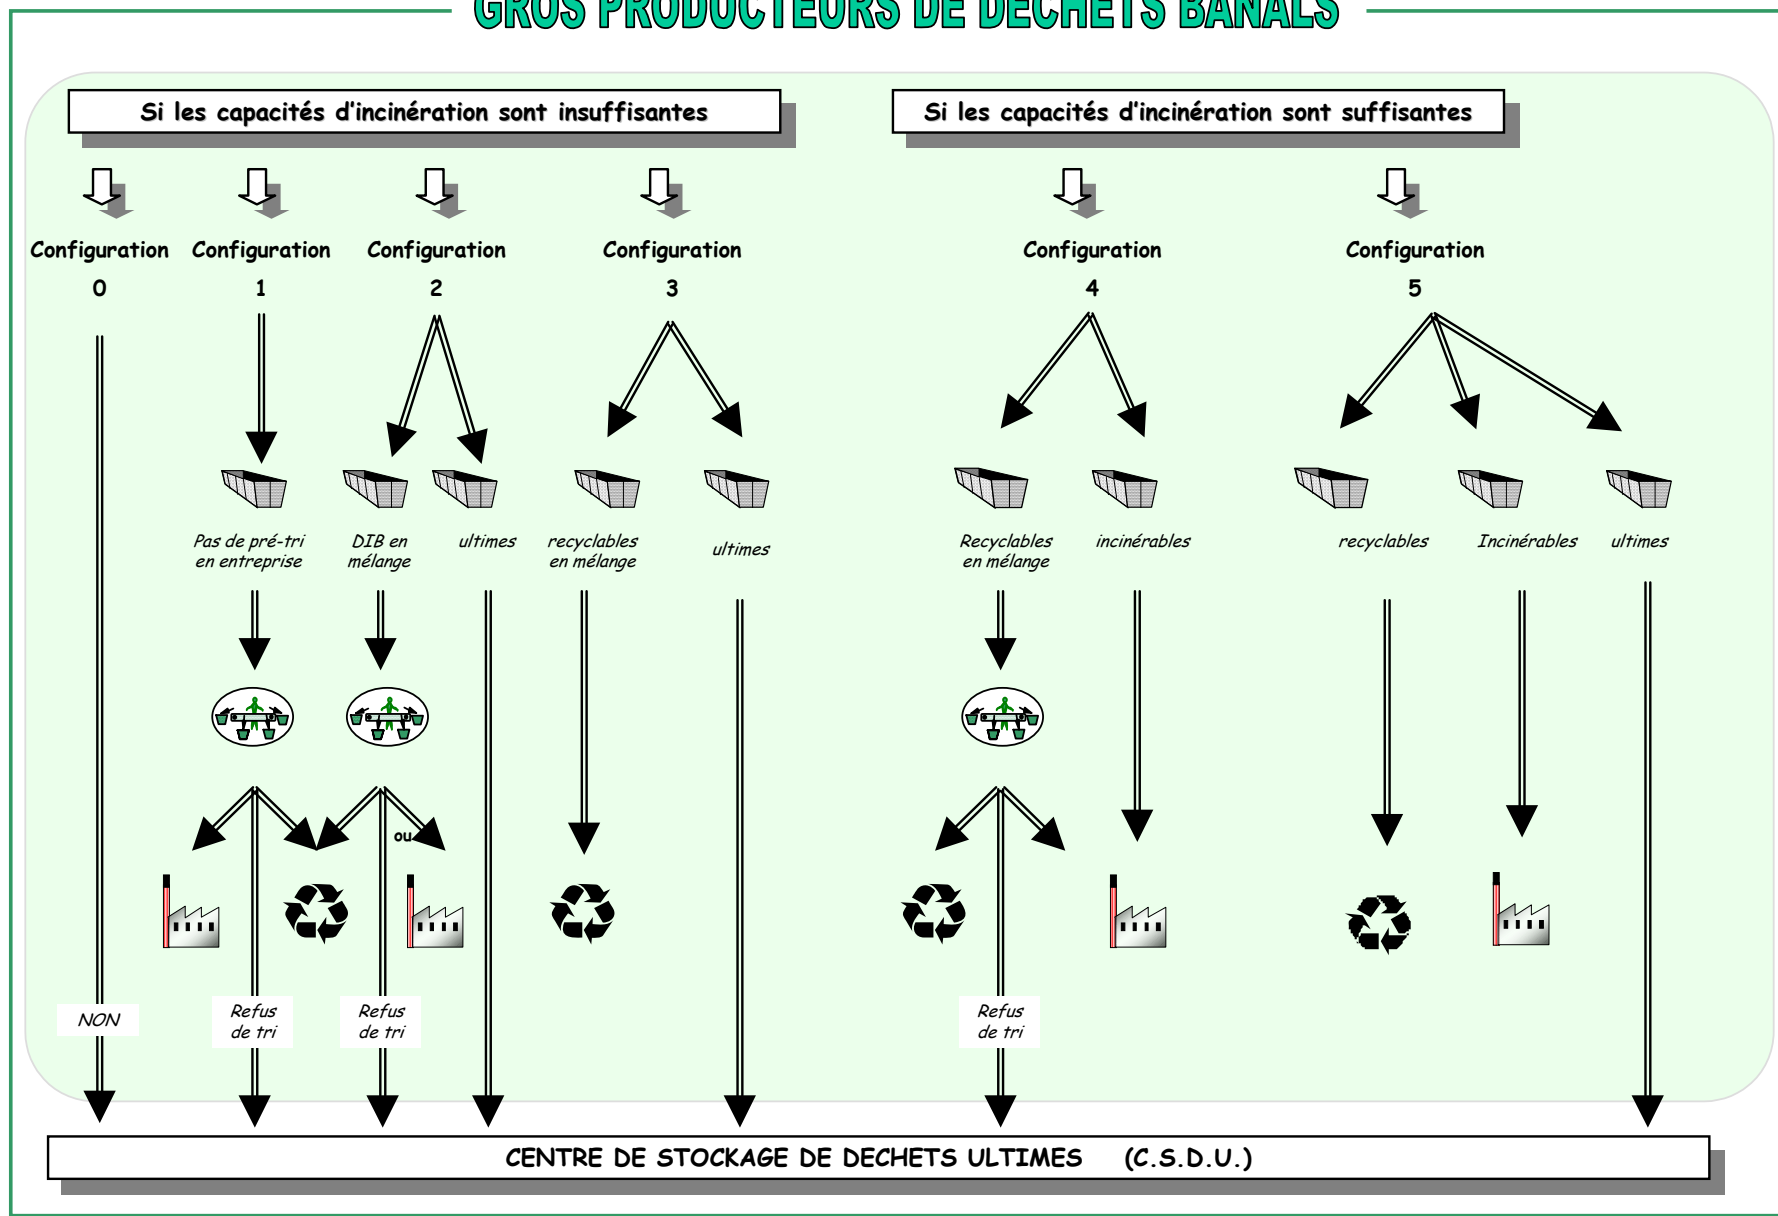 GROS PRODUCTEURS DE DECHETS BANALS
Si les capacités d'incinération sont insuffisantes
Si les capacités d'incinération sont suffisantes
Configuration
0
Configuration
1
Configuration
2
Configuration
3
Configuration
4
Configuration
5
Pas de pré-tri
en entreprise
DIB en
mélange
ultimes
recyclables
en mélange
ultimes
Recyclables
en mélange
incinérables
recyclables
Incinérables
ultimes
ou
NON
Refus
de tri
Refus
de tri
Refus
de tri
CENTRE DE STOCKAGE DE DECHETS ULTIMES (C.S.D.U.)